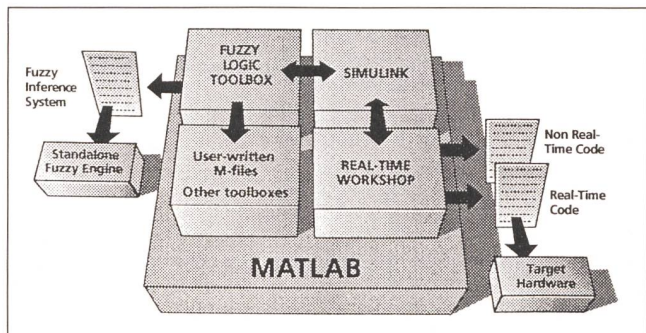 FUZZY
LOGIC
TOOLBOX
SIMULINK
Fuzzy
Inference
System
Standalone
Fuzzy Engine
User-written
M-files
Other toolboxes
REAL-TIME
WORKSHOP
Non Real-
Time Code
Real-Time
Code
MATLAB
Target
Hardware